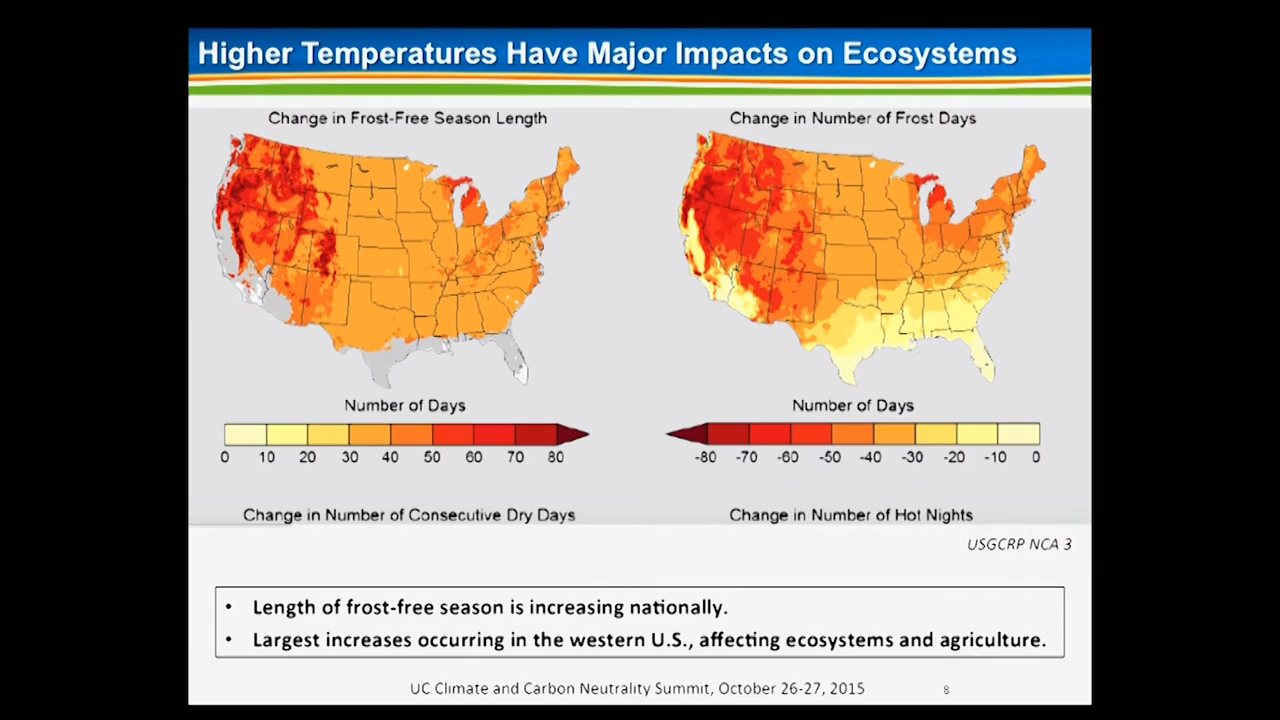 Higher Temperatures Have Major Impacts on Ecosystems
Change in Frost-Free Season Length
Change in Number of Frost Days
Number of Days
0 10 20 30 40 50 60 70 80
Number of Days
-80 -70 -60 -50 -40 -30 -20 -10 0
Change in Number of Consecutive Dry Days
Change in Number of Hot Nights
USGCRP NCA 3
• Length of frost-free season is increasing nationally.
• Largest increases occurring in the western U.S., affecting ecosystems and agriculture.
UC Climate and Carbon Neutrality Summit, October 26-27, 2015
8